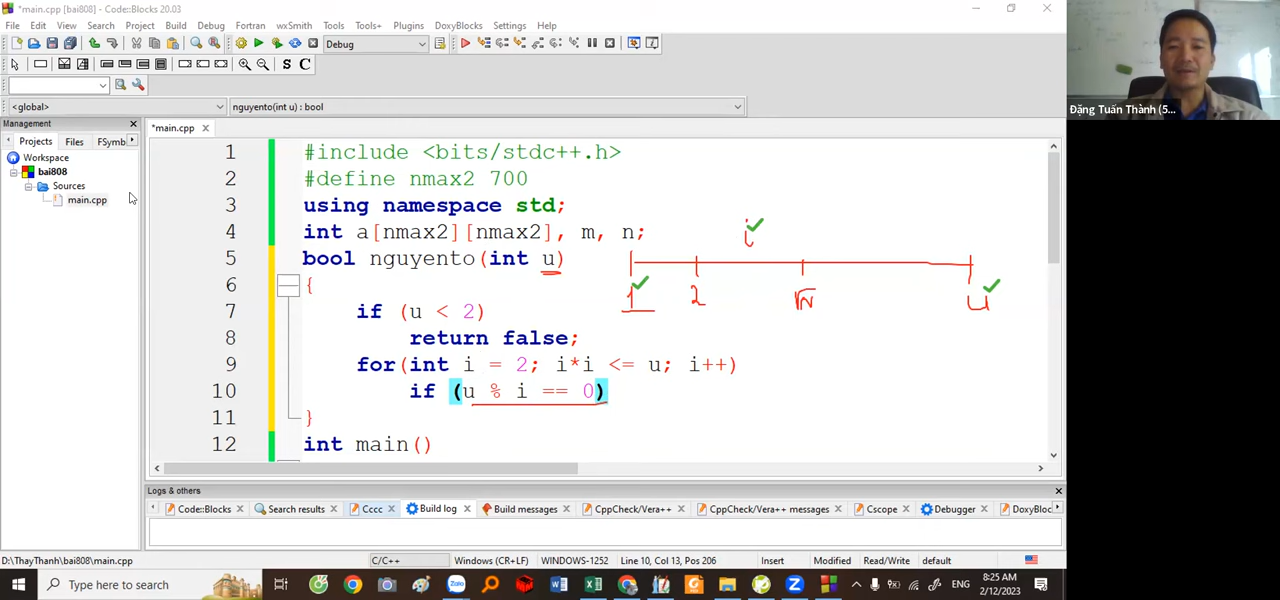 *main.cpp [bai808] - Code::Blocks 20.03
File Edit View Search Project Build Debug Fortran wxSmith Tools Tools+ Plugins DoxyBlocks Settings Help
Debug
S C
<global> nguyento(int u) : bool
Management
Projects Files FSymb
Workspace
bai808
Sources
main.cpp
*main.cpp
1 #include <bits/stdc++.h>
2 #define nmax2 700
3 using namespace std;
4 int a[nmax2][nmax2], m, n;
5 bool nguyento(int u)
6 {
7 if (u < 2)
8 return false;
9 for(int i = 2; i*i <= u; i++)
10 if (u % i == 0)
11 }
12 int main()
i
1 2 u
Logs & others
Code::Blocks Search results Cccc Build log Build messages CppCheck/Vera++ CppCheck/Vera++ messages Cscope Debugger DoxyBloc
D:\ThayThanh\bai808\main.cpp C/C++ Windows (CR+LF) WINDOWS-1252 Line 10, Col 13, Pos 206 Insert Modified Read/Write default
Type here to search
Zalo
ENG
8:25 AM
2/12/2023
Đặng Tuấn Thành (5...